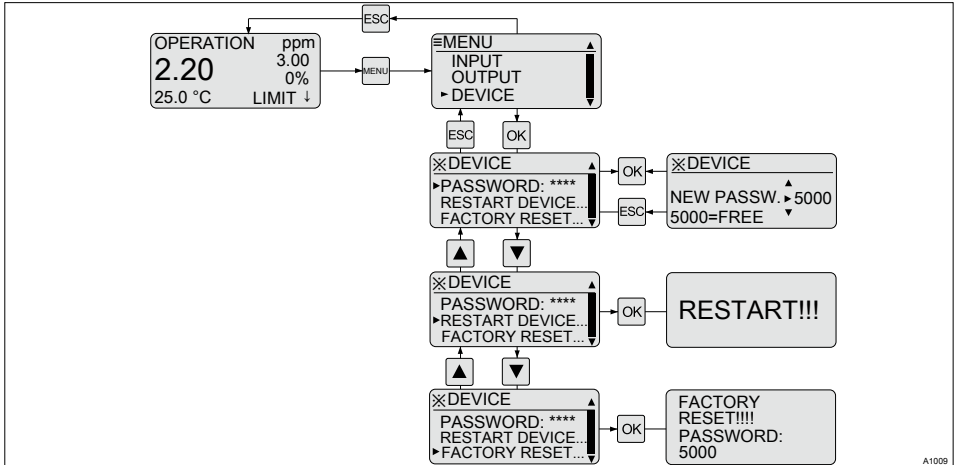 ESC
OPERATION ppm
2.20 3.00
0%
25.0 °C LIMIT ↓
MENU
≡MENU ▲
INPUT
OUTPUT
► DEVICE ▼
ESC
OK
※DEVICE ▲
►PASSWORD: ****
RESTART DEVICE...
FACTORY RESET... ▼
OK
ESC
※DEVICE
▲
NEW PASSW. ►5000
5000=FREE ▼
▲
▼
※DEVICE ▲
PASSWORD: ****
►RESTART DEVICE...
FACTORY RESET... ▼
OK
RESTART!!!
▲
▼
※DEVICE ▲
PASSWORD: ****
RESTART DEVICE...
►FACTORY RESET... ▼
OK
FACTORY
RESET!!!!
PASSWORD:
5000
A1009